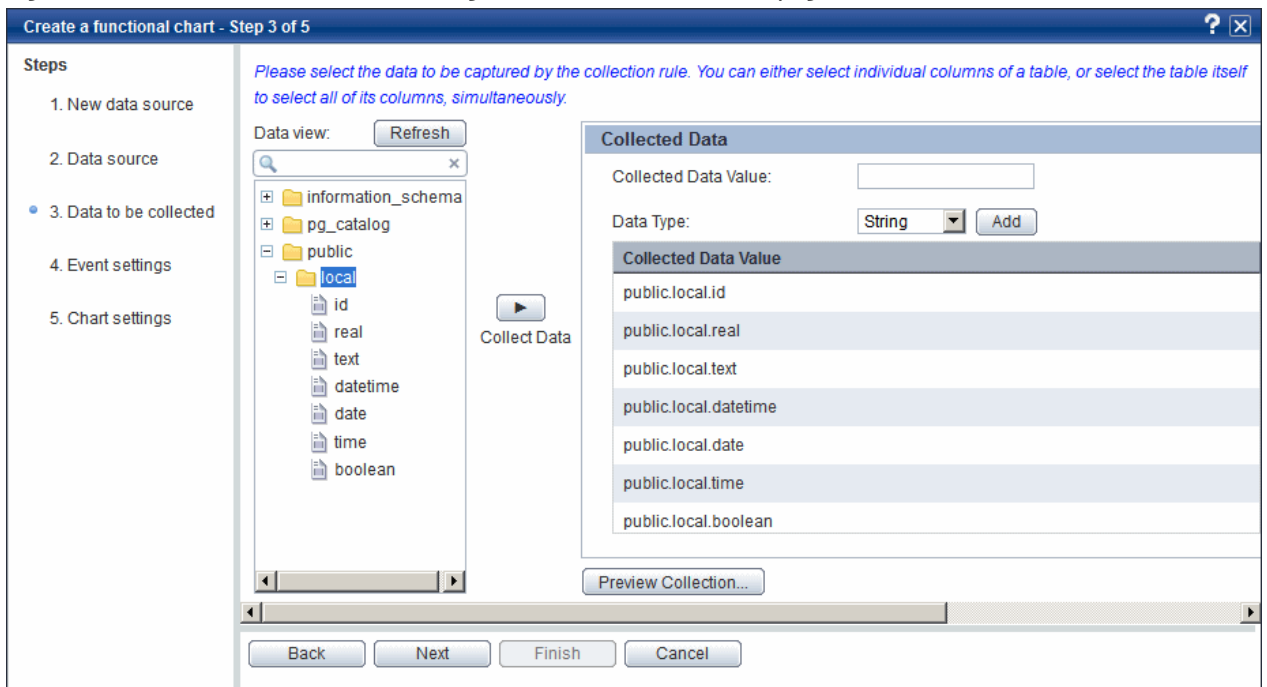 Create a functional chart - Step 3 of 5
?
Steps
1. New data source
2. Data source
3. Data to be collected
4. Event settings
5. Chart settings
Please select the data to be captured by the collection rule. You can either select individual columns of a table, or select the table itself
to select all of its columns, simultaneously.
Data view:
Refresh
information_schema
pg_catalog
public
local
id
real
text
datetime
date
time
boolean
Collect Data
Collected Data
Collected Data Value:
Data Type:
String
Add
Collected Data Value
public.local.id
public.local.real
public.local.text
public.local.datetime
public.local.date
public.local.time
public.local.boolean
Preview Collection...
Back
Next
Finish
Cancel